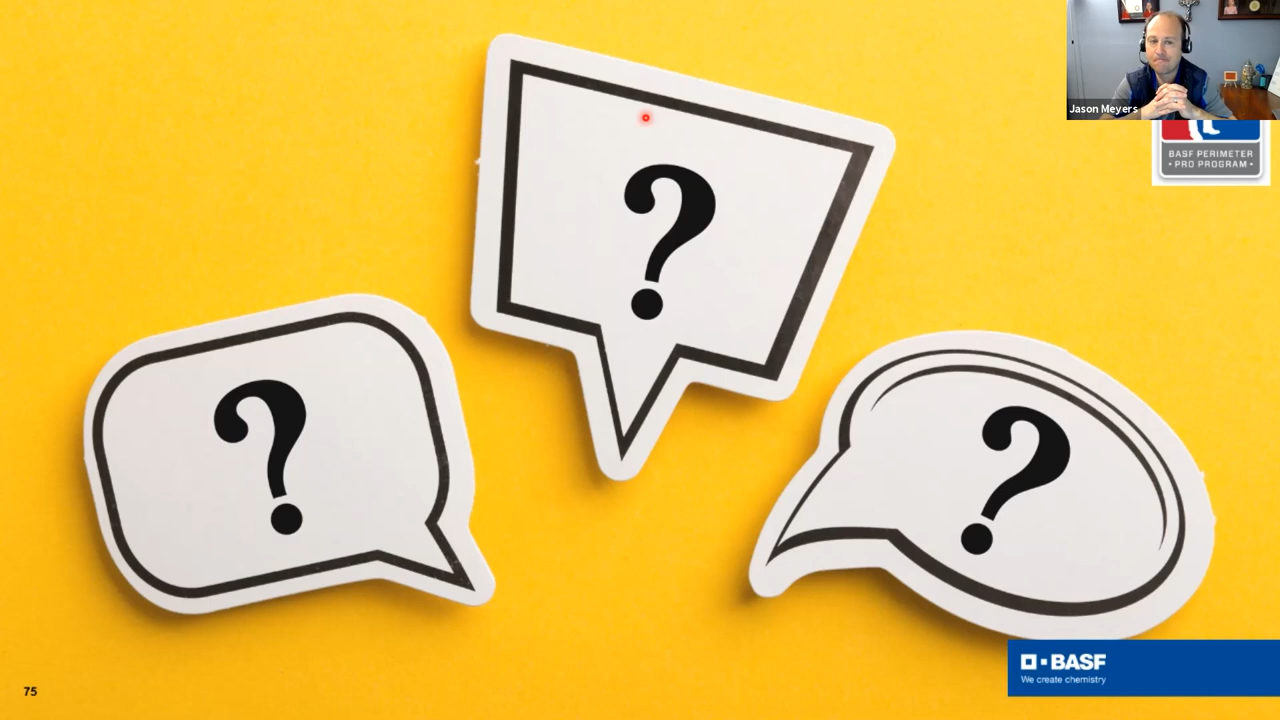 ?
?
?
Jason Meyers
BASF PERIMETER
• PRO PROGRAM •
BASF
We create chemistry
75